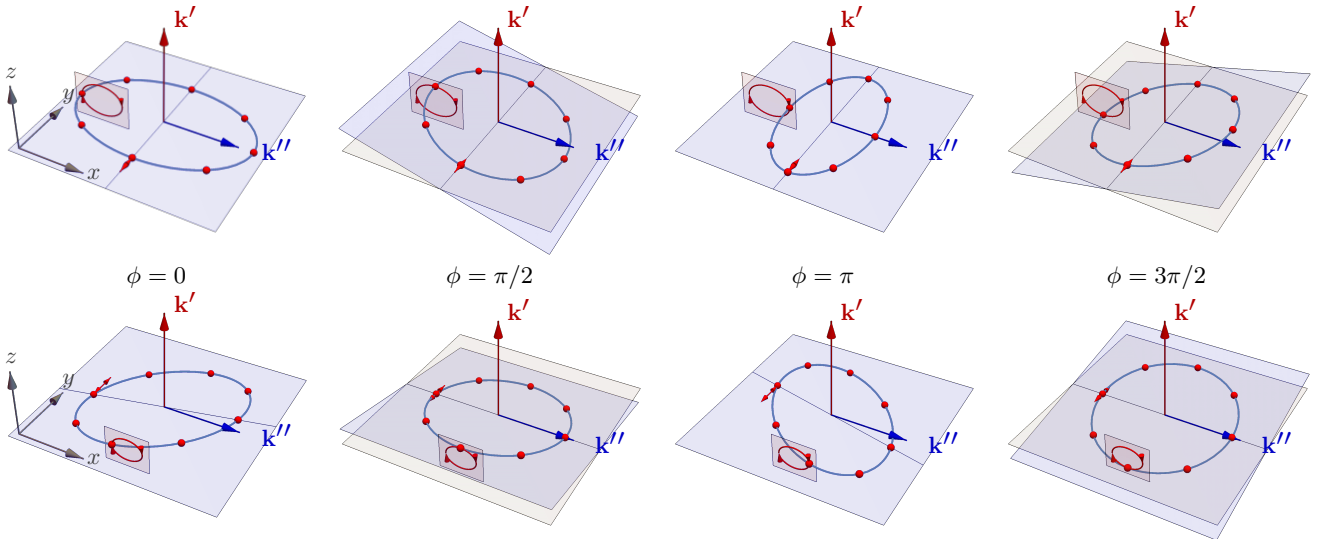 k′ k′ k′ k′
z
y
k″ k″ k″ k″
x
ϕ = 0 ϕ = π/2 ϕ = π ϕ = 3π/2
k′ k′ k′ k′
z
y
k″ k″ k″ k″
x